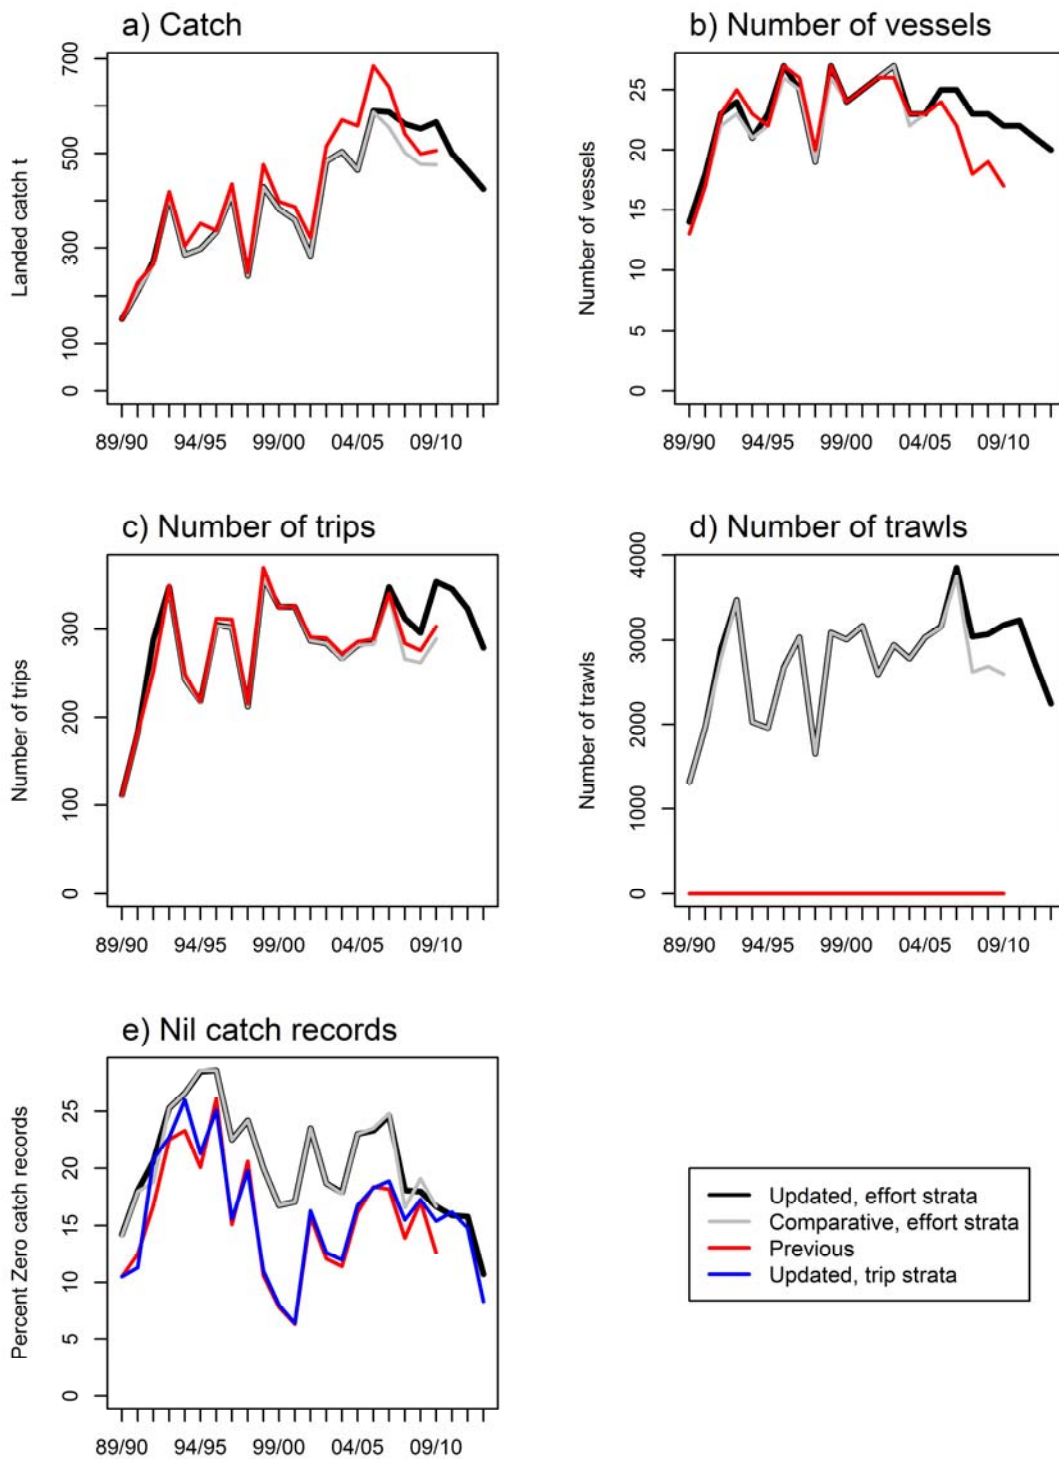 a) Catch
Landed catch t
700
500
300
100
0
89/90 94/95 99/00 04/05 09/10
b) Number of vessels
Number of vessels
25
20
15
10
5
0
89/90 94/95 99/00 04/05 09/10
c) Number of trips
Number of trips
300
200
100
0
89/90 94/95 99/00 04/05 09/10
d) Number of trawls
Number of trawls
4000
3000
2000
1000
0
89/90 94/95 99/00 04/05 09/10
e) Nil catch records
Percent Zero catch records
25
20
15
10
5
0
89/90 94/95 99/00 04/05 09/10
Updated, effort strata
Comparative, effort strata
Previous
Updated, trip strata